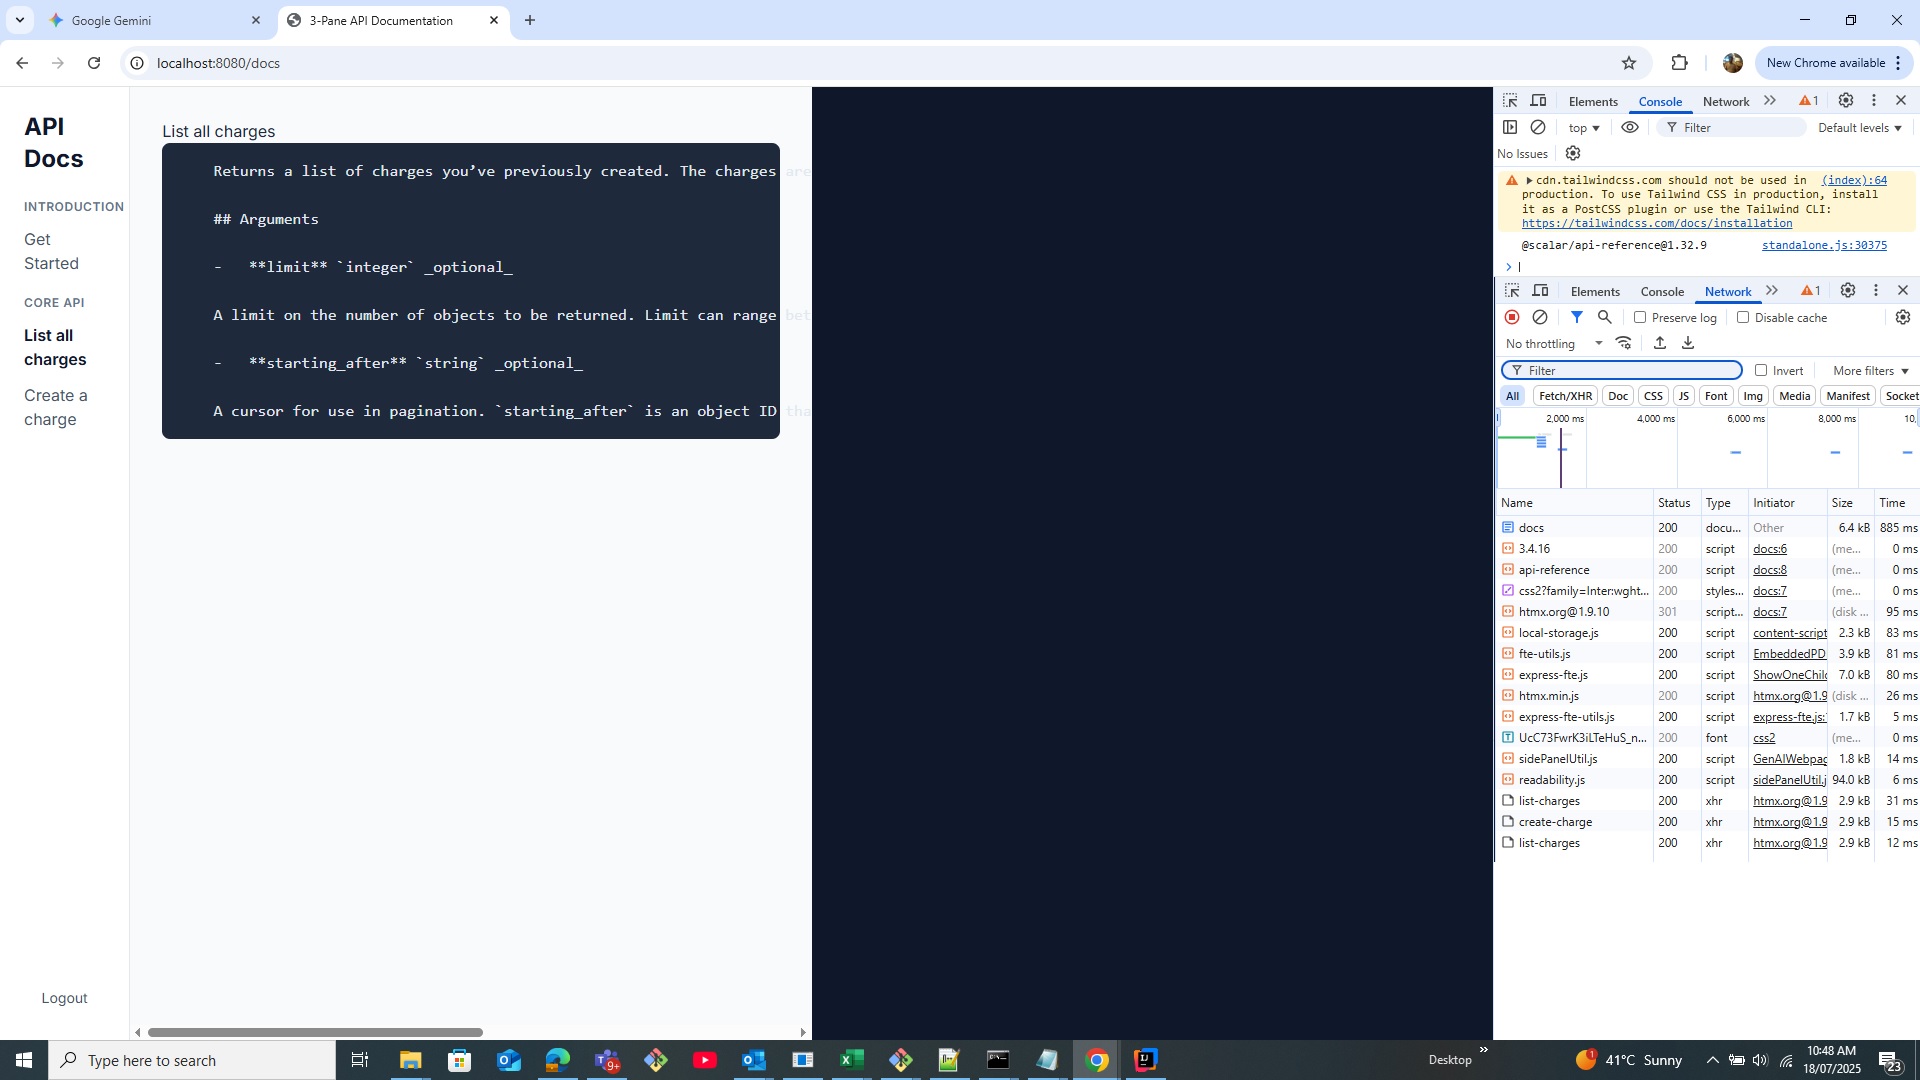 Google Gemini
3-Pane API Documentation
localhost:8080/docs
New Chrome available
API
Docs
INTRODUCTION
Get
Started
CORE API
List all
charges
Create a
charge
Logout
List all charges
Returns a list of charges you’ve previously created. The charges are
## Arguments
-   **limit** `integer` _optional_
A limit on the number of objects to be returned. Limit can range bet
-   **starting_after** `string` _optional_
A cursor for use in pagination. `starting_after` is an object ID tha
Elements Console Network 1
top Filter Default levels
No Issues
cdn.tailwindcss.com should not be used in (index):64
production. To use Tailwind CSS in production, install
it as a PostCSS plugin or use the Tailwind CLI:
https://tailwindcss.com/docs/installation
@scalar/api-reference@1.32.9 standalone.js:30375
Elements Console Network 1
Preserve log Disable cache
No throttling
Filter Invert More filters
All Fetch/XHR Doc CSS JS Font Img Media Manifest Socket
2,000 ms 4,000 ms 6,000 ms 8,000 ms 10,
Name Status Type Initiator Size Time
docs 200 docu... Other 6.4 kB 885 ms
3.4.16 200 script docs:6 (me... 0 ms
api-reference 200 script docs:8 (me... 0 ms
css2?family=Inter:wght... 200 styles... docs:7 (me... 0 ms
htmx.org@1.9.10 301 script... docs:7 (disk ... 95 ms
local-storage.js 200 script content-script 2.3 kB 83 ms
fte-utils.js 200 script EmbeddedPD 3.9 kB 81 ms
express-fte.js 200 script ShowOneChil 7.0 kB 80 ms
htmx.min.js 200 script htmx.org@1.9 (disk ... 26 ms
express-fte-utils.js 200 script express-fte.js: 1.7 kB 5 ms
UcC73FwrK3iLTeHuS_n... 200 font css2 (me... 0 ms
sidePanelUtil.js 200 script GenAIWebpag 1.8 kB 14 ms
readability.js 200 script sidePanelUtil.j 94.0 kB 6 ms
list-charges 200 xhr htmx.org@1.9 2.9 kB 31 ms
create-charge 200 xhr htmx.org@1.9 2.9 kB 15 ms
list-charges 200 xhr htmx.org@1.9 2.9 kB 12 ms
Type here to search
9+
Desktop
1
41°C Sunny
10:48 AM
18/07/2025
23